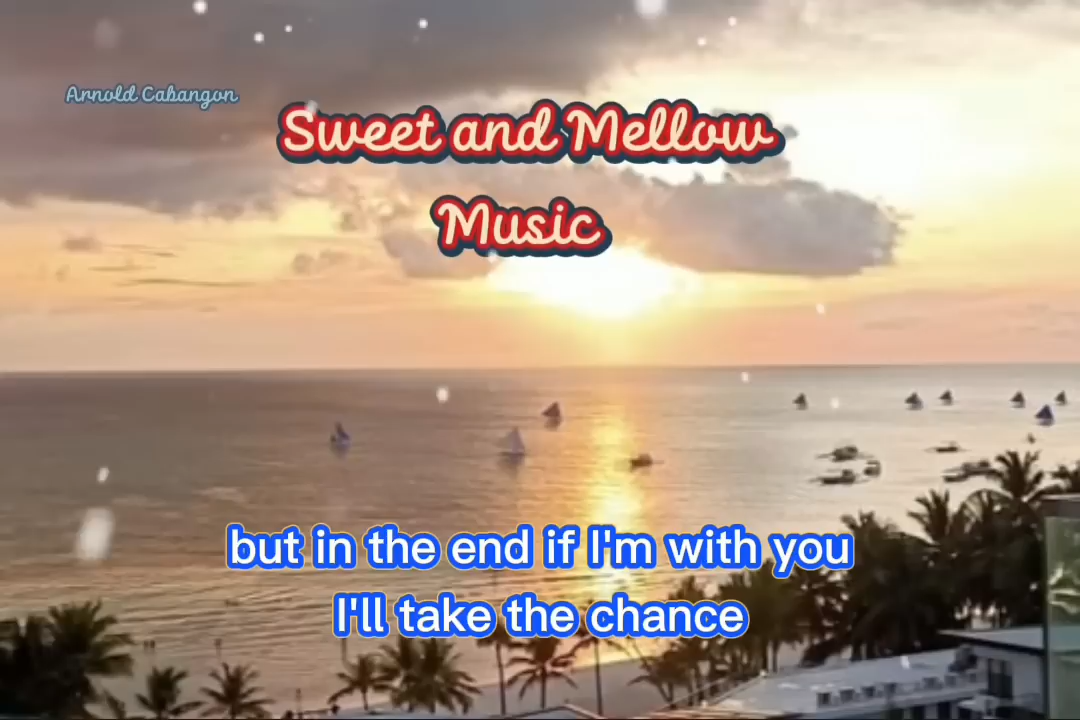 Arnold Cabangon
Sweet and Mellow
Music
but in the end if I'm with you
I'll take the chance